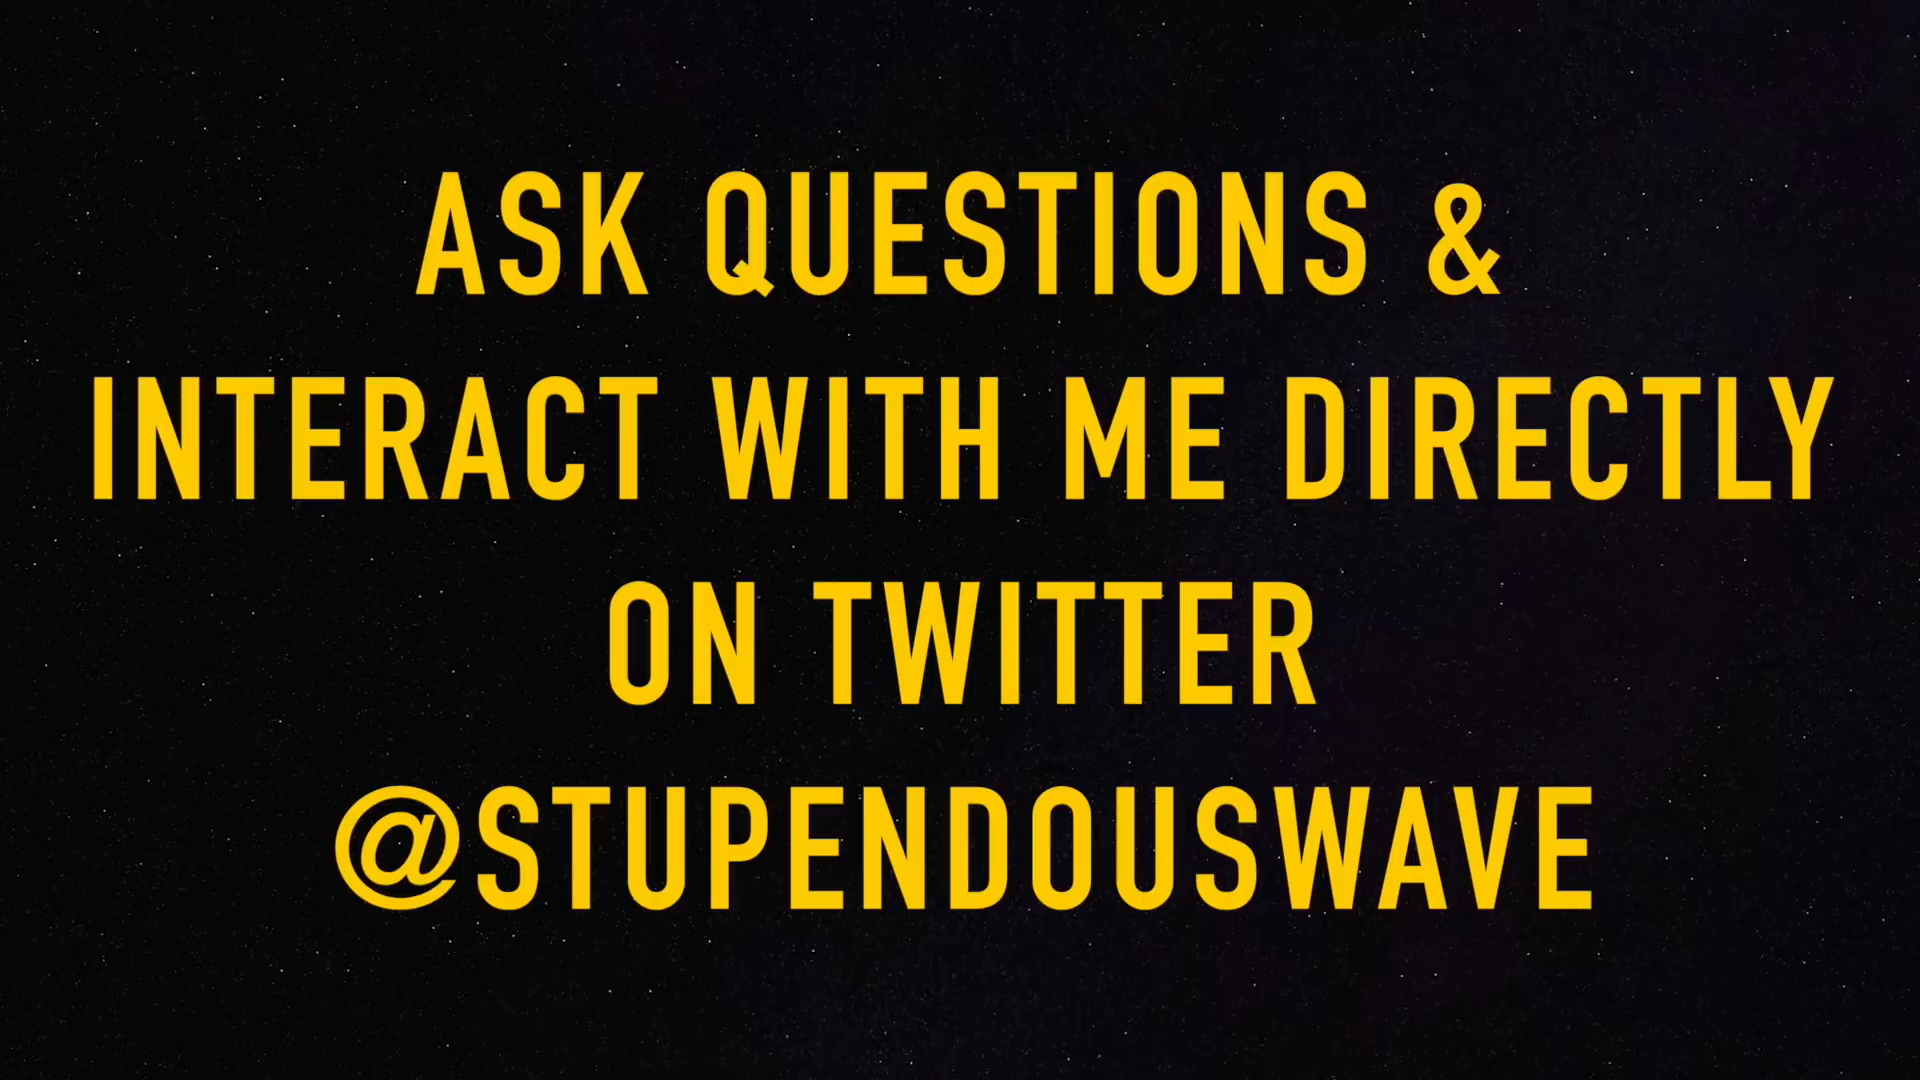 ASK QUESTIONS &
INTERACT WITH ME DIRECTLY
ON TWITTER
@STUPENDOUSWAVE